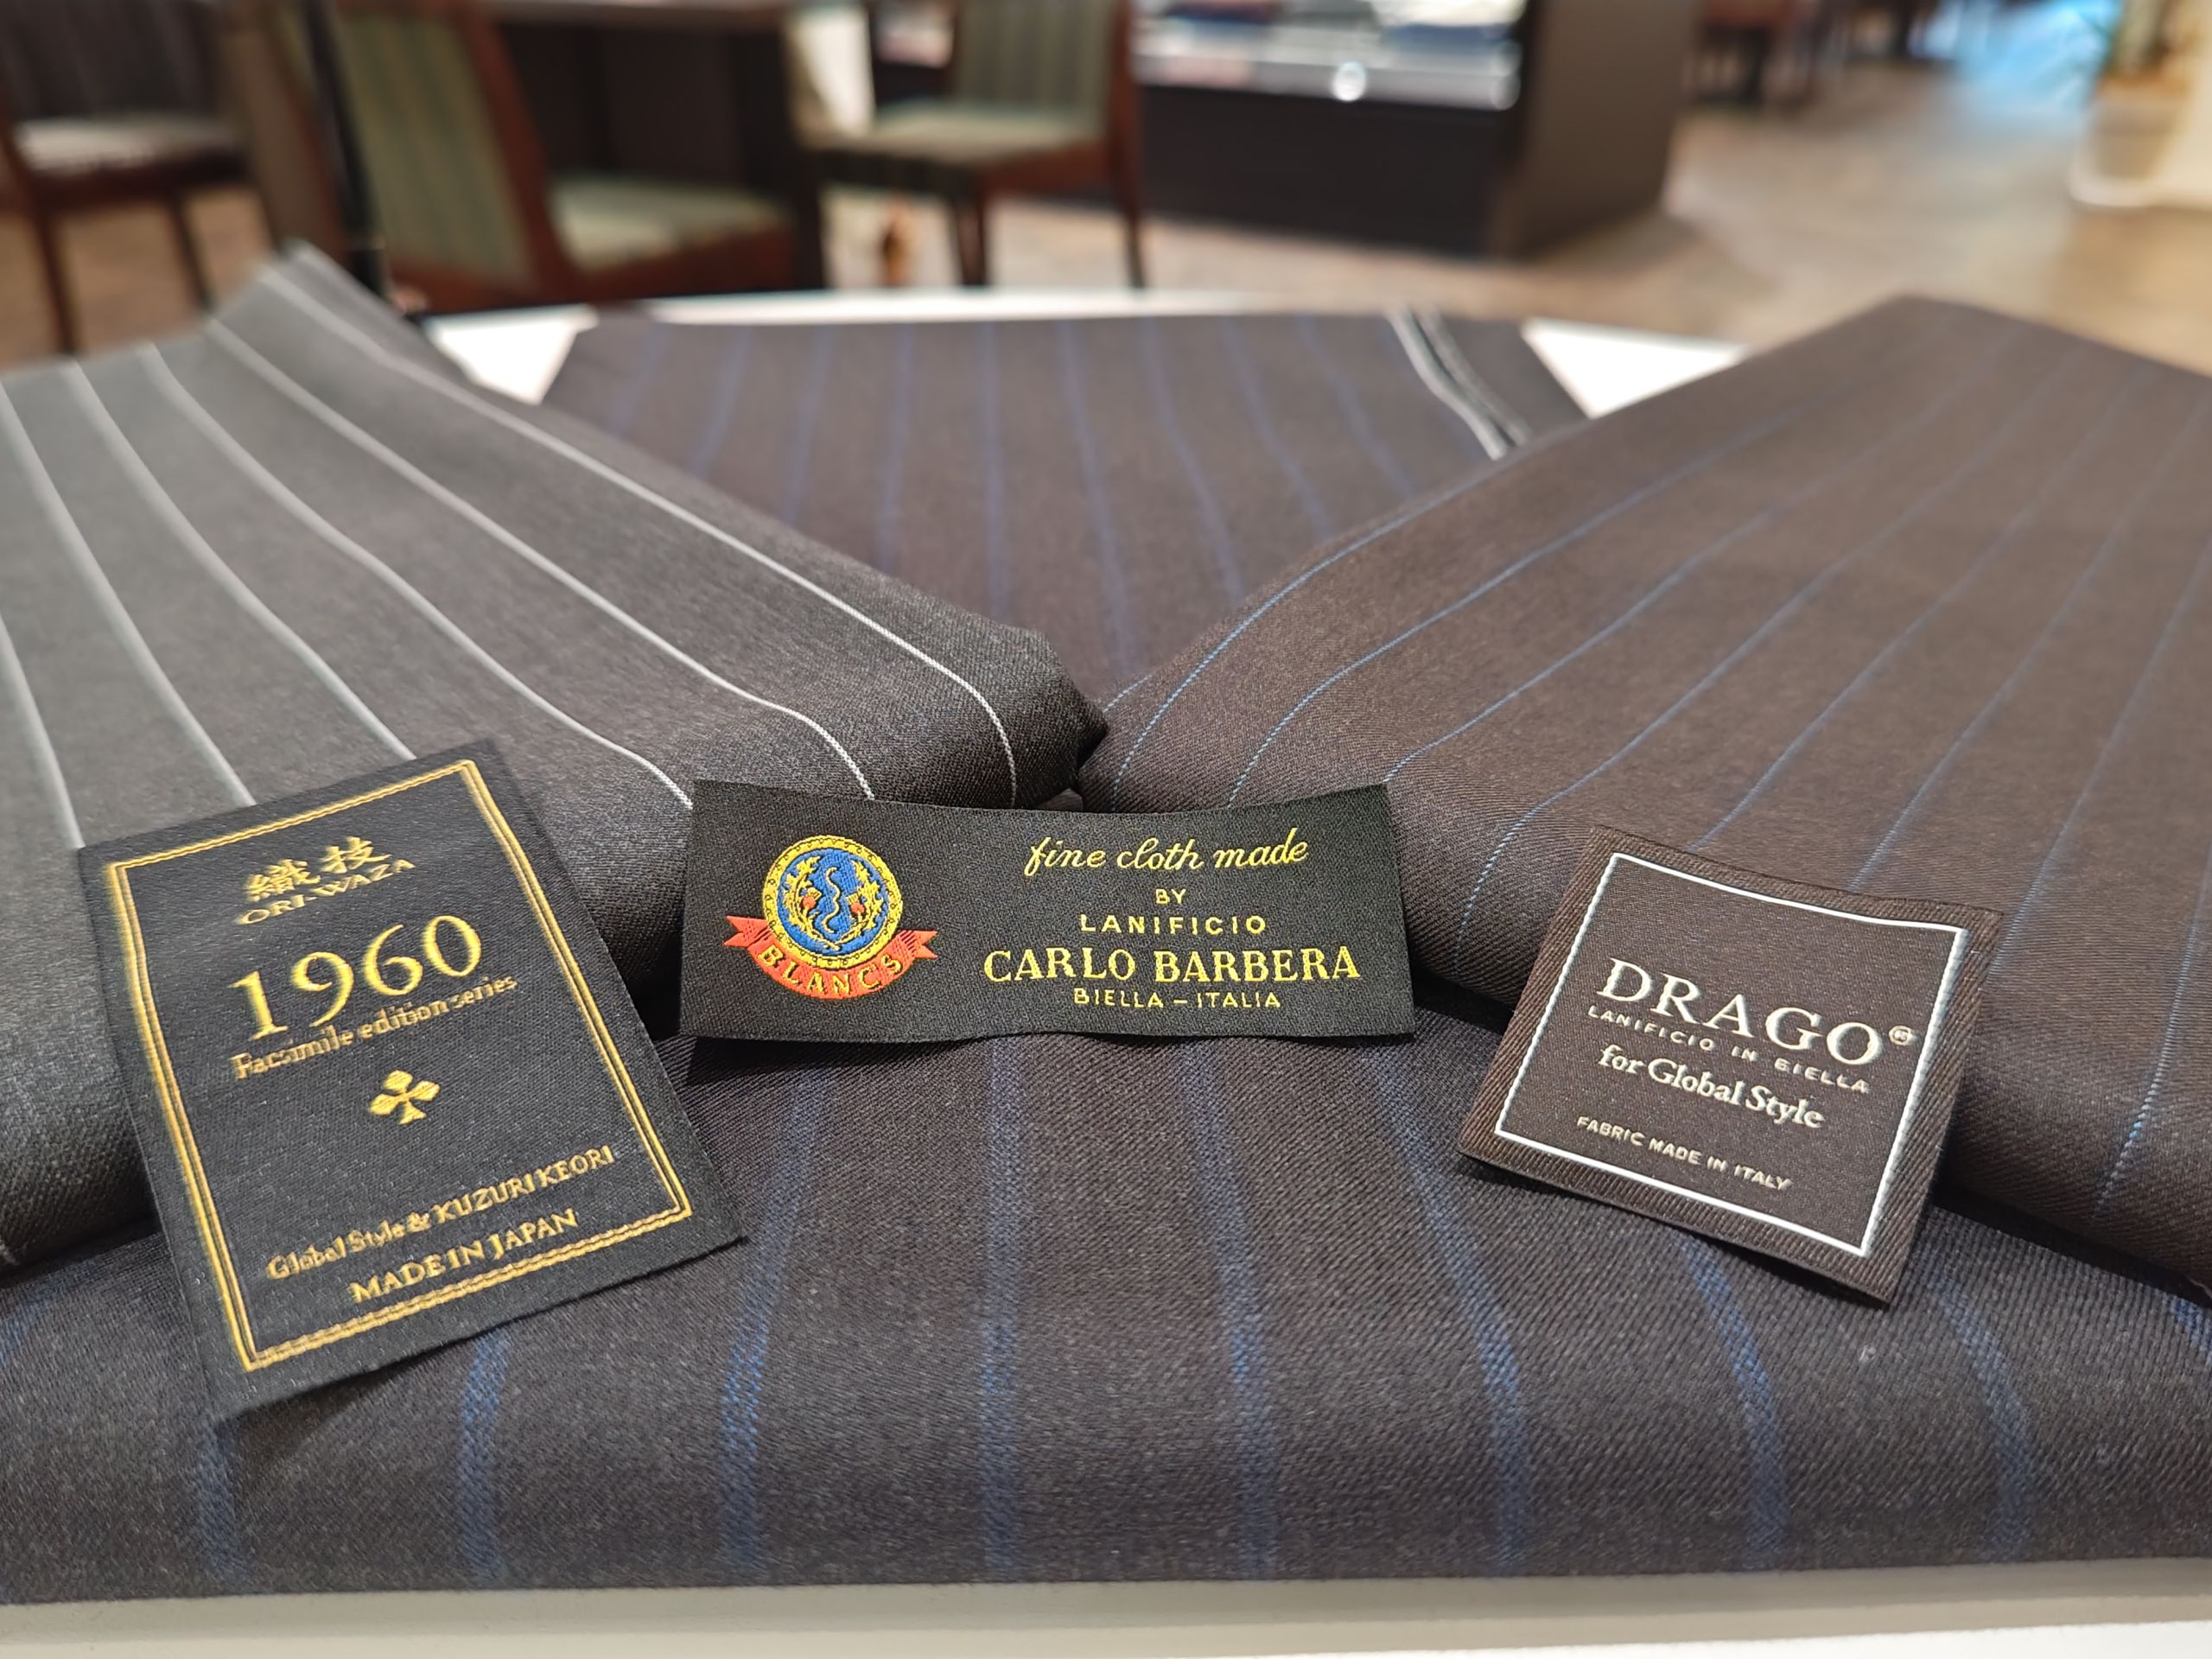 織技
ORI-WAZA
1960
Facsimile edition series
Global Style & KUZURI KEORI
MADE IN JAPAN
BLANCS
fine cloth made
BY
LANIFICIO
CARLO BARBERA
BIELLA – ITALIA
DRAGO®
LANIFICIO IN BIELLA
for Global Style
FABRIC MADE IN ITALY